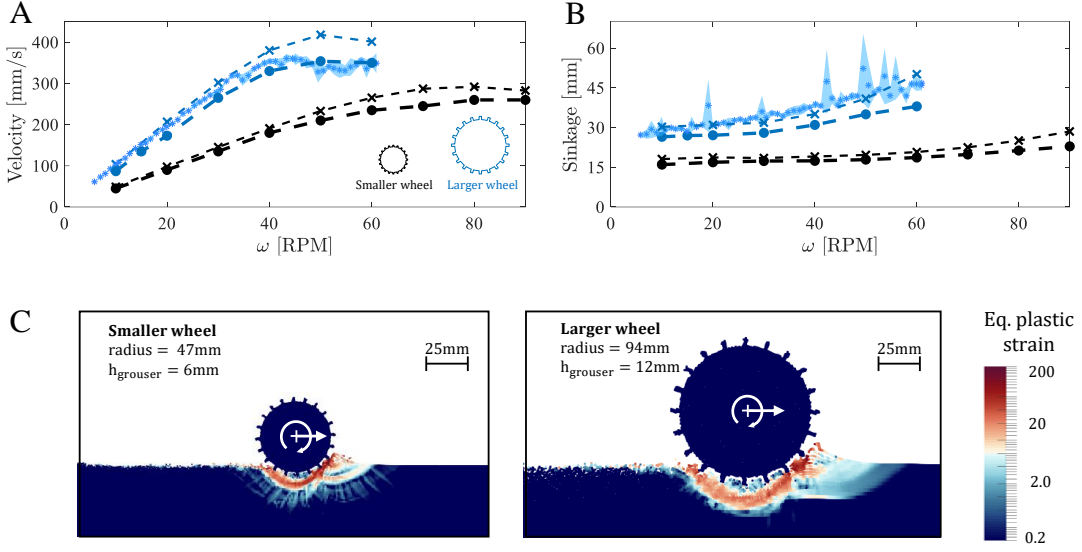 A
Velocity [mm/s]
400
300
200
100
0
0
20
40
60
80
ω [RPM]
Smaller wheel
Larger wheel
B
Sinkage [mm]
60
45
30
15
0
0
20
40
60
80
ω [RPM]
C
Smaller wheel
radius = 47mm
hgrouser = 6mm
25mm
Larger wheel
radius = 94mm
hgrouser = 12mm
25mm
Eq. plastic
strain
200
20
2.0
0.2